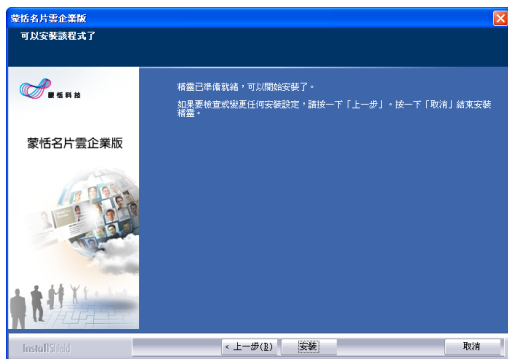 蒙恬名片雲企業版
可以安裝該程式了
蒙恬科技
蒙恬名片雲企業版
精靈已準備就緒，可以開始安裝了。
如果要檢查或變更任何安裝設定，請按一下「上一步」。按一下「取消」結束安裝
精靈。
InstallShield
< 上一步(B)
安裝
取消